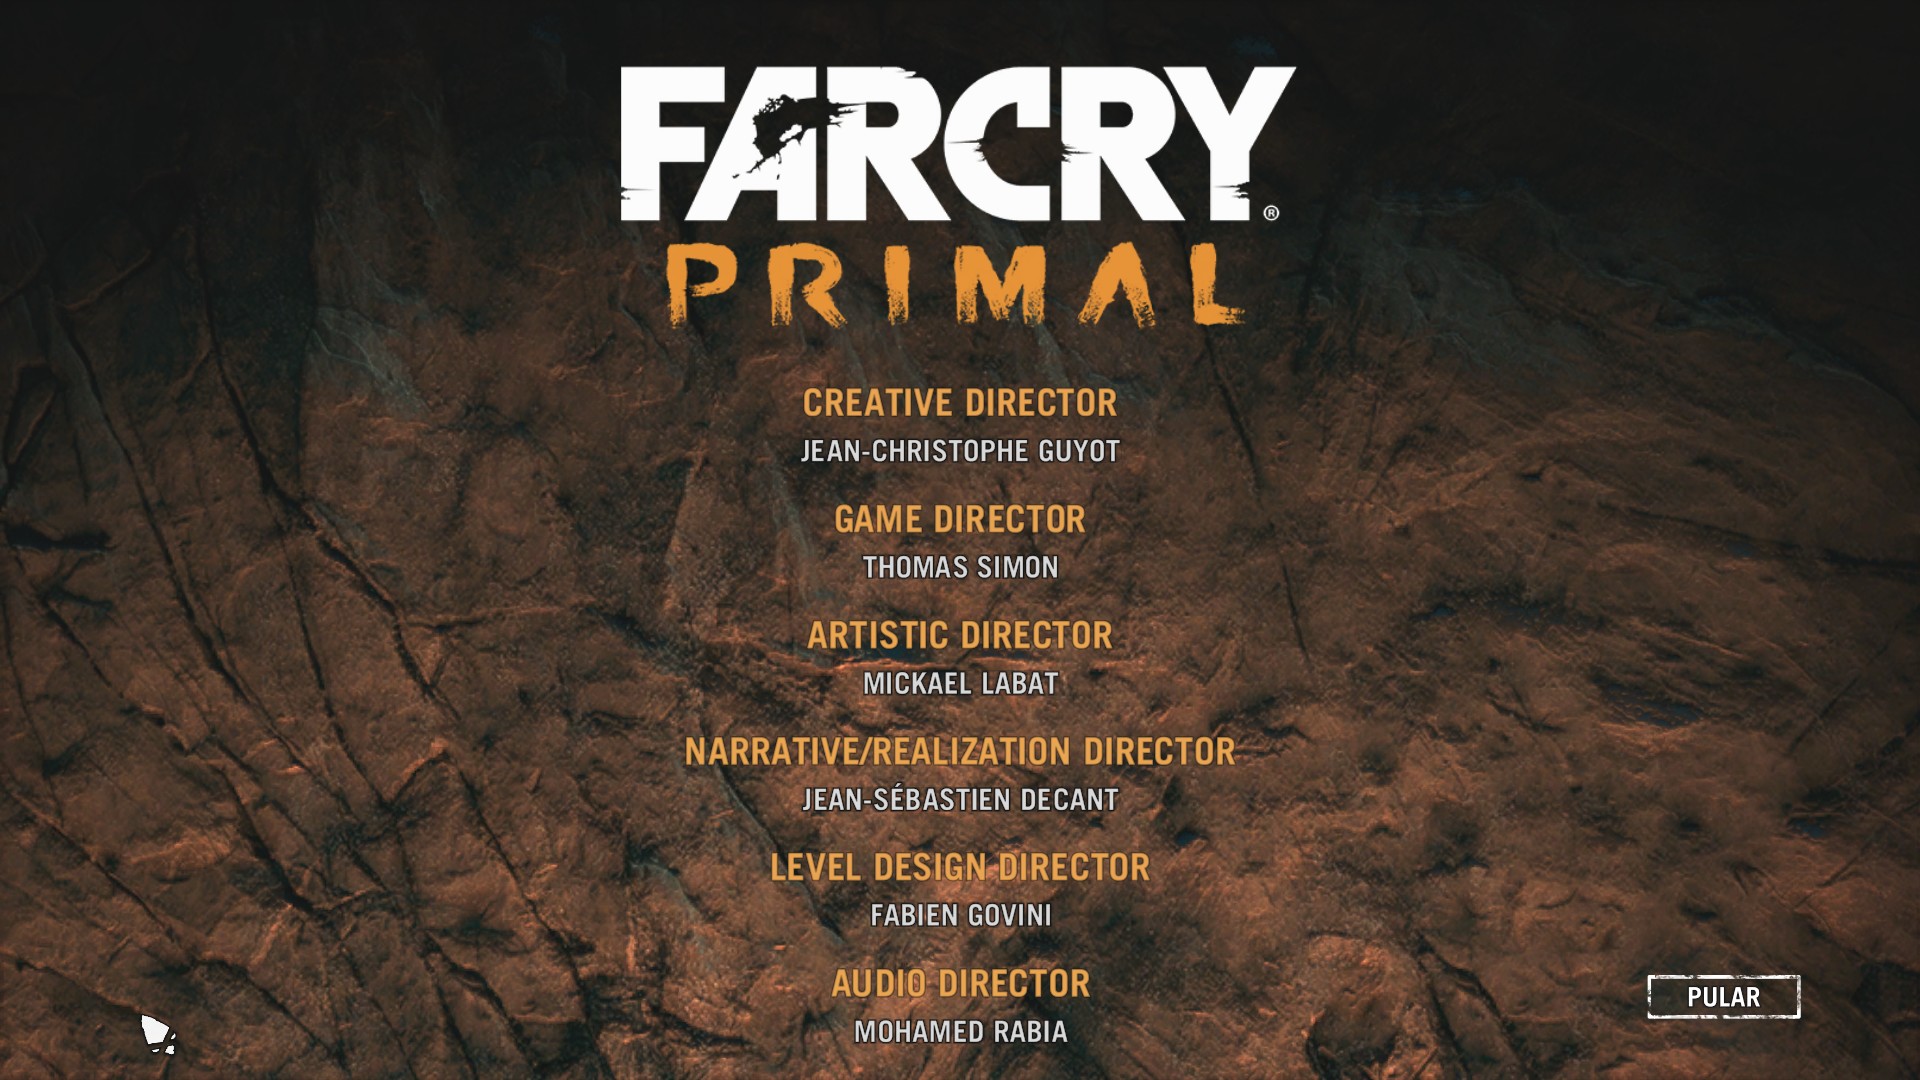 FARCRY®
PRIMAL
CREATIVE DIRECTOR
JEAN-CHRISTOPHE GUYOT
GAME DIRECTOR
THOMAS SIMON
ARTISTIC DIRECTOR
MICKAEL LABAT
NARRATIVE/REALIZATION DIRECTOR
JEAN-SÉBASTIEN DECANT
LEVEL DESIGN DIRECTOR
FABIEN GOVINI
AUDIO DIRECTOR
MOHAMED RABIA
PULAR